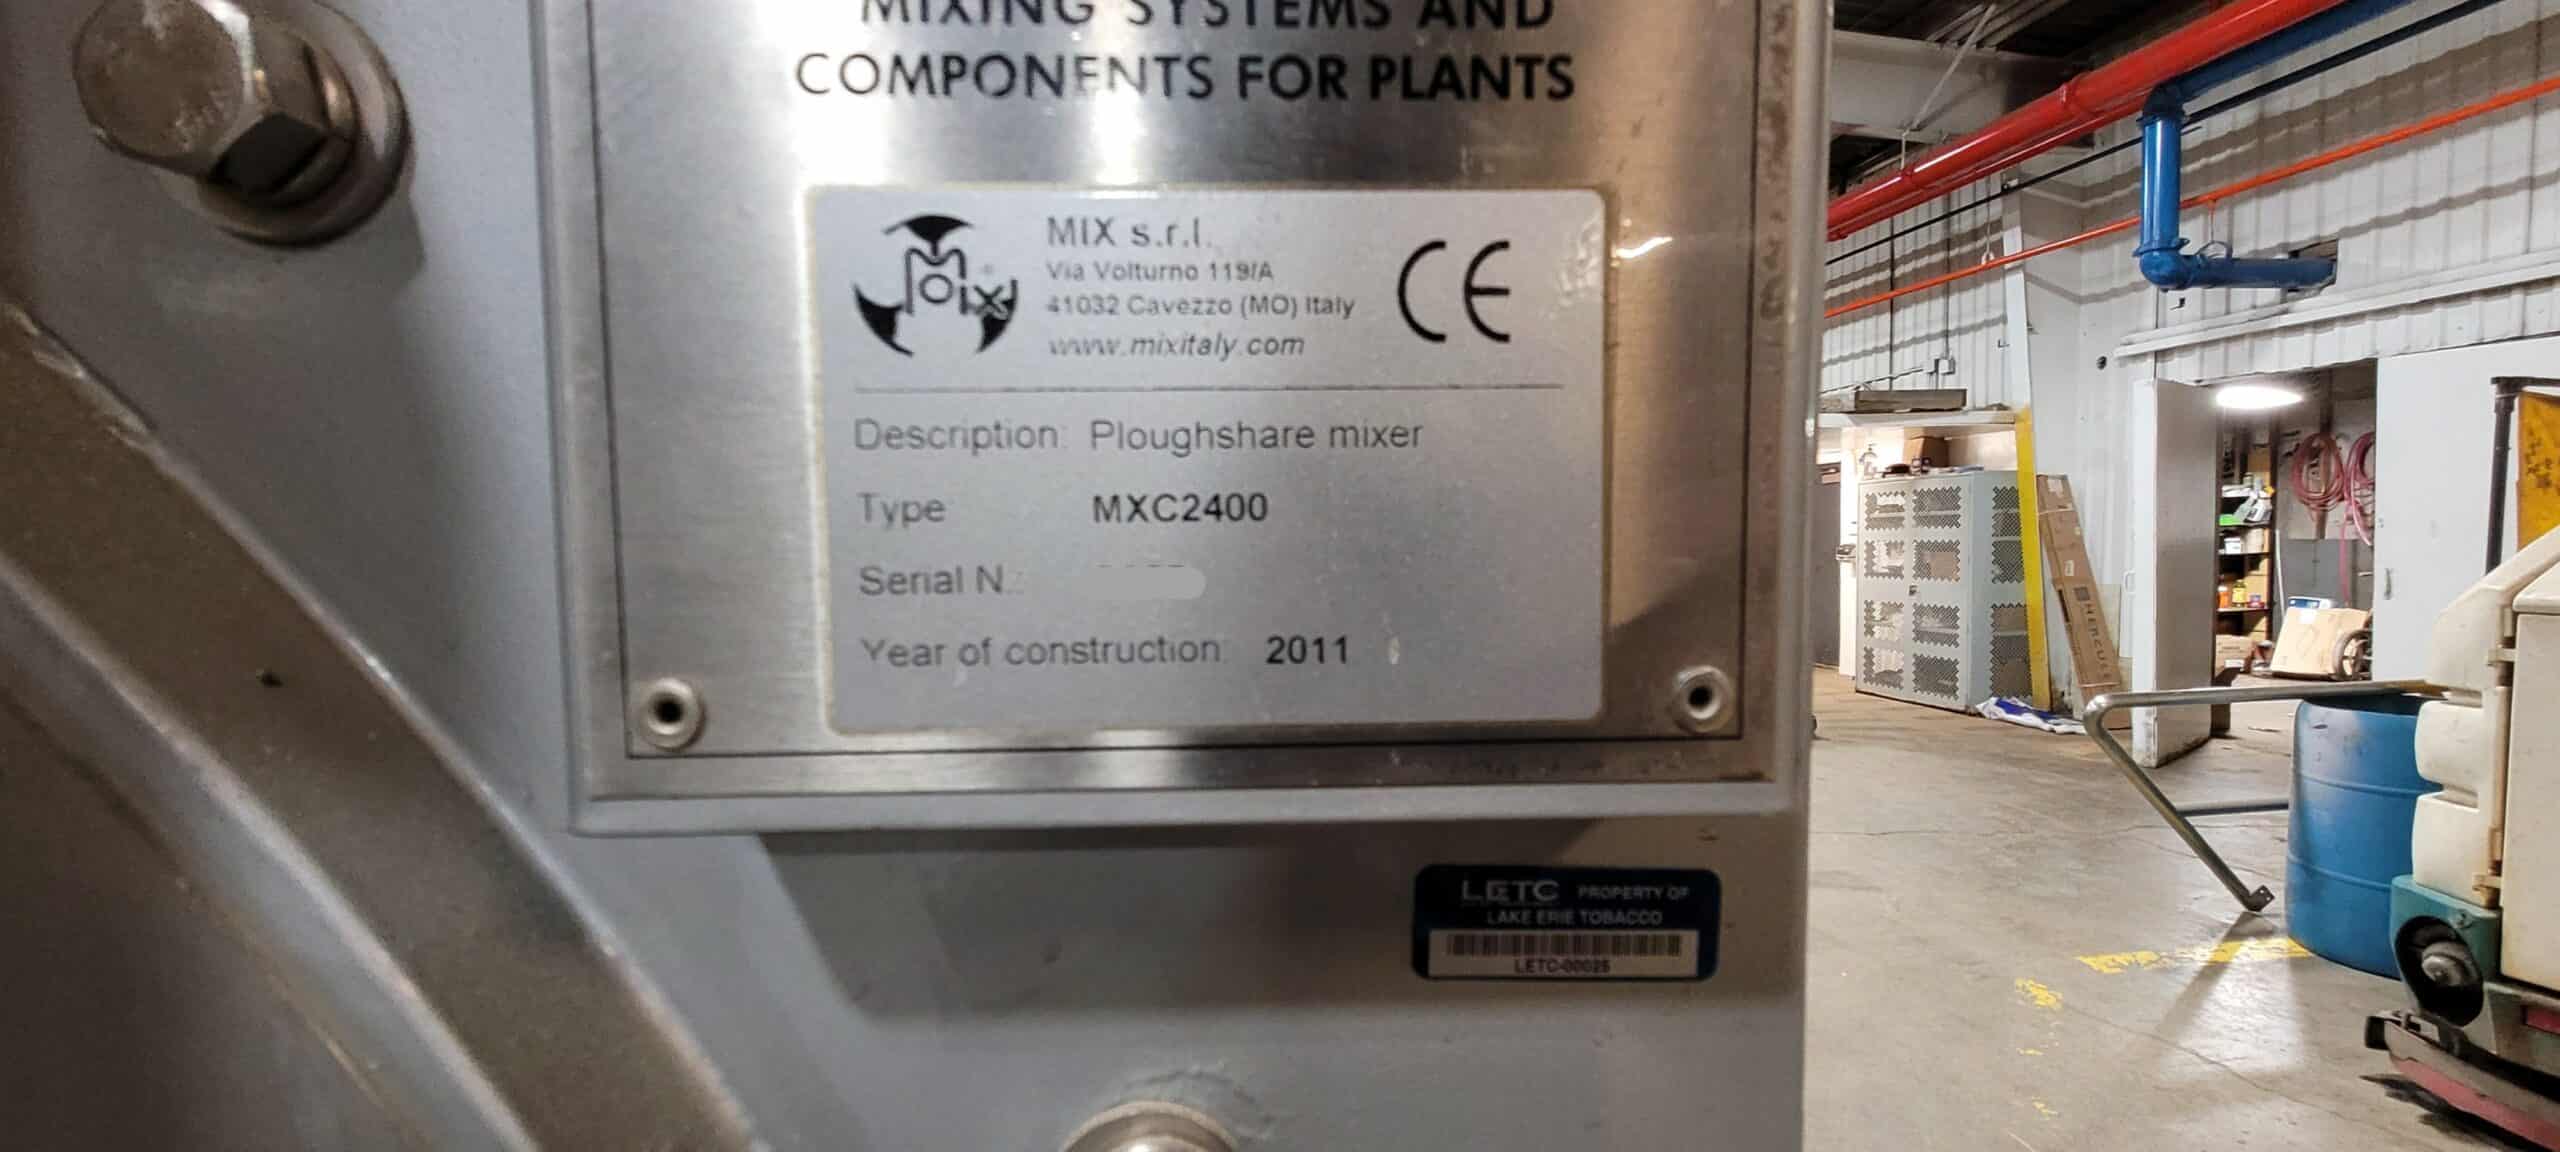 MIXING SYSTEMS AND
COMPONENTS FOR PLANTS
MIX
®
MIX s.r.l.
Via Volturno 119/A
41032 Cavezzo (MO) Italy
www.mixitaly.com
CE
Description: Ploughshare mixer
Type MXC2400
Serial N.:
Year of construction: 2011
LETC PROPERTY OF
LAKE ERIE TOBACCO
LETC-00025